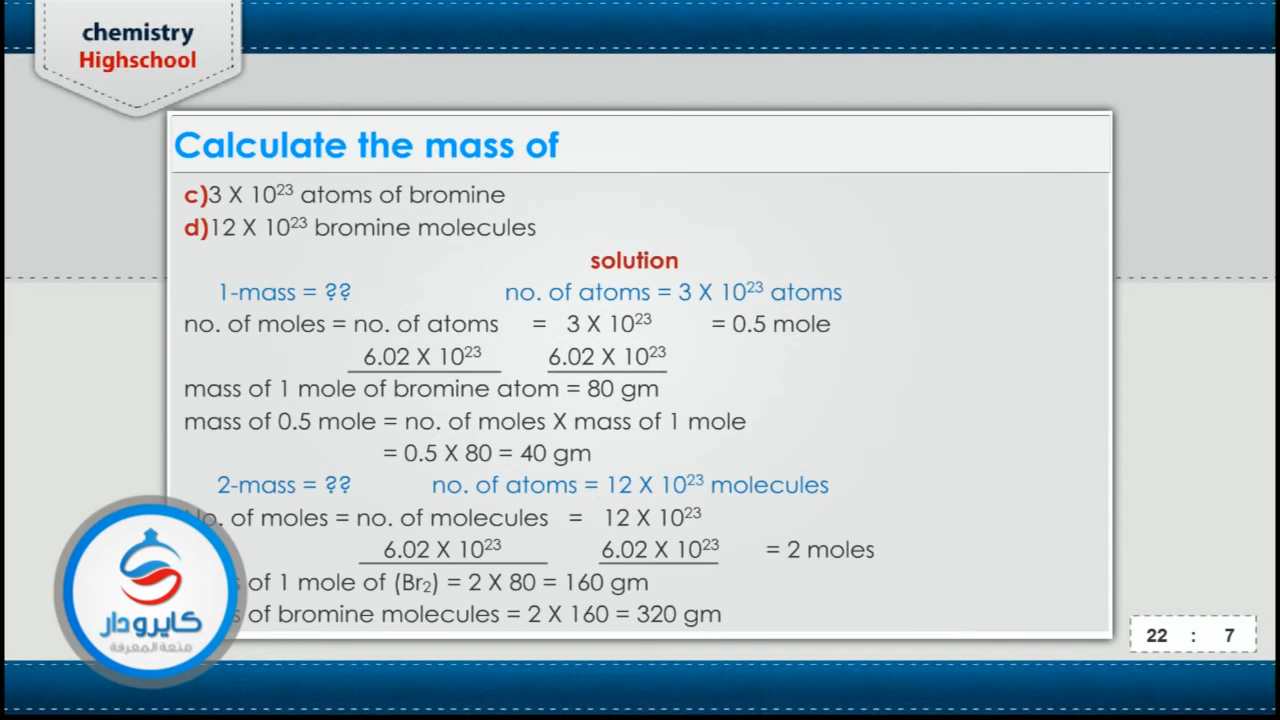 chemistry
Highschool
Calculate the mass of
c)3 X 10²³ atoms of bromine
d)12 X 10²³ bromine molecules
solution
1-mass = ?? no. of atoms = 3 X 10²³ atoms
no. of moles = no. of atoms = 3 X 10²³ = 0.5 mole
6.02 X 10²³ 6.02 X 10²³
mass of 1 mole of bromine atom = 80 gm
mass of 0.5 mole = no. of moles X mass of 1 mole
= 0.5 X 80 = 40 gm
2-mass = ?? no. of atoms = 12 X 10²³ molecules
No. of moles = no. of molecules = 12 X 10²³
6.02 X 10²³ 6.02 X 10²³ = 2 moles
of 1 mole of (Br₂) = 2 X 80 = 160 gm
of bromine molecules = 2 X 160 = 320 gm
كايرودار
متعة المعرفة
22 : 7